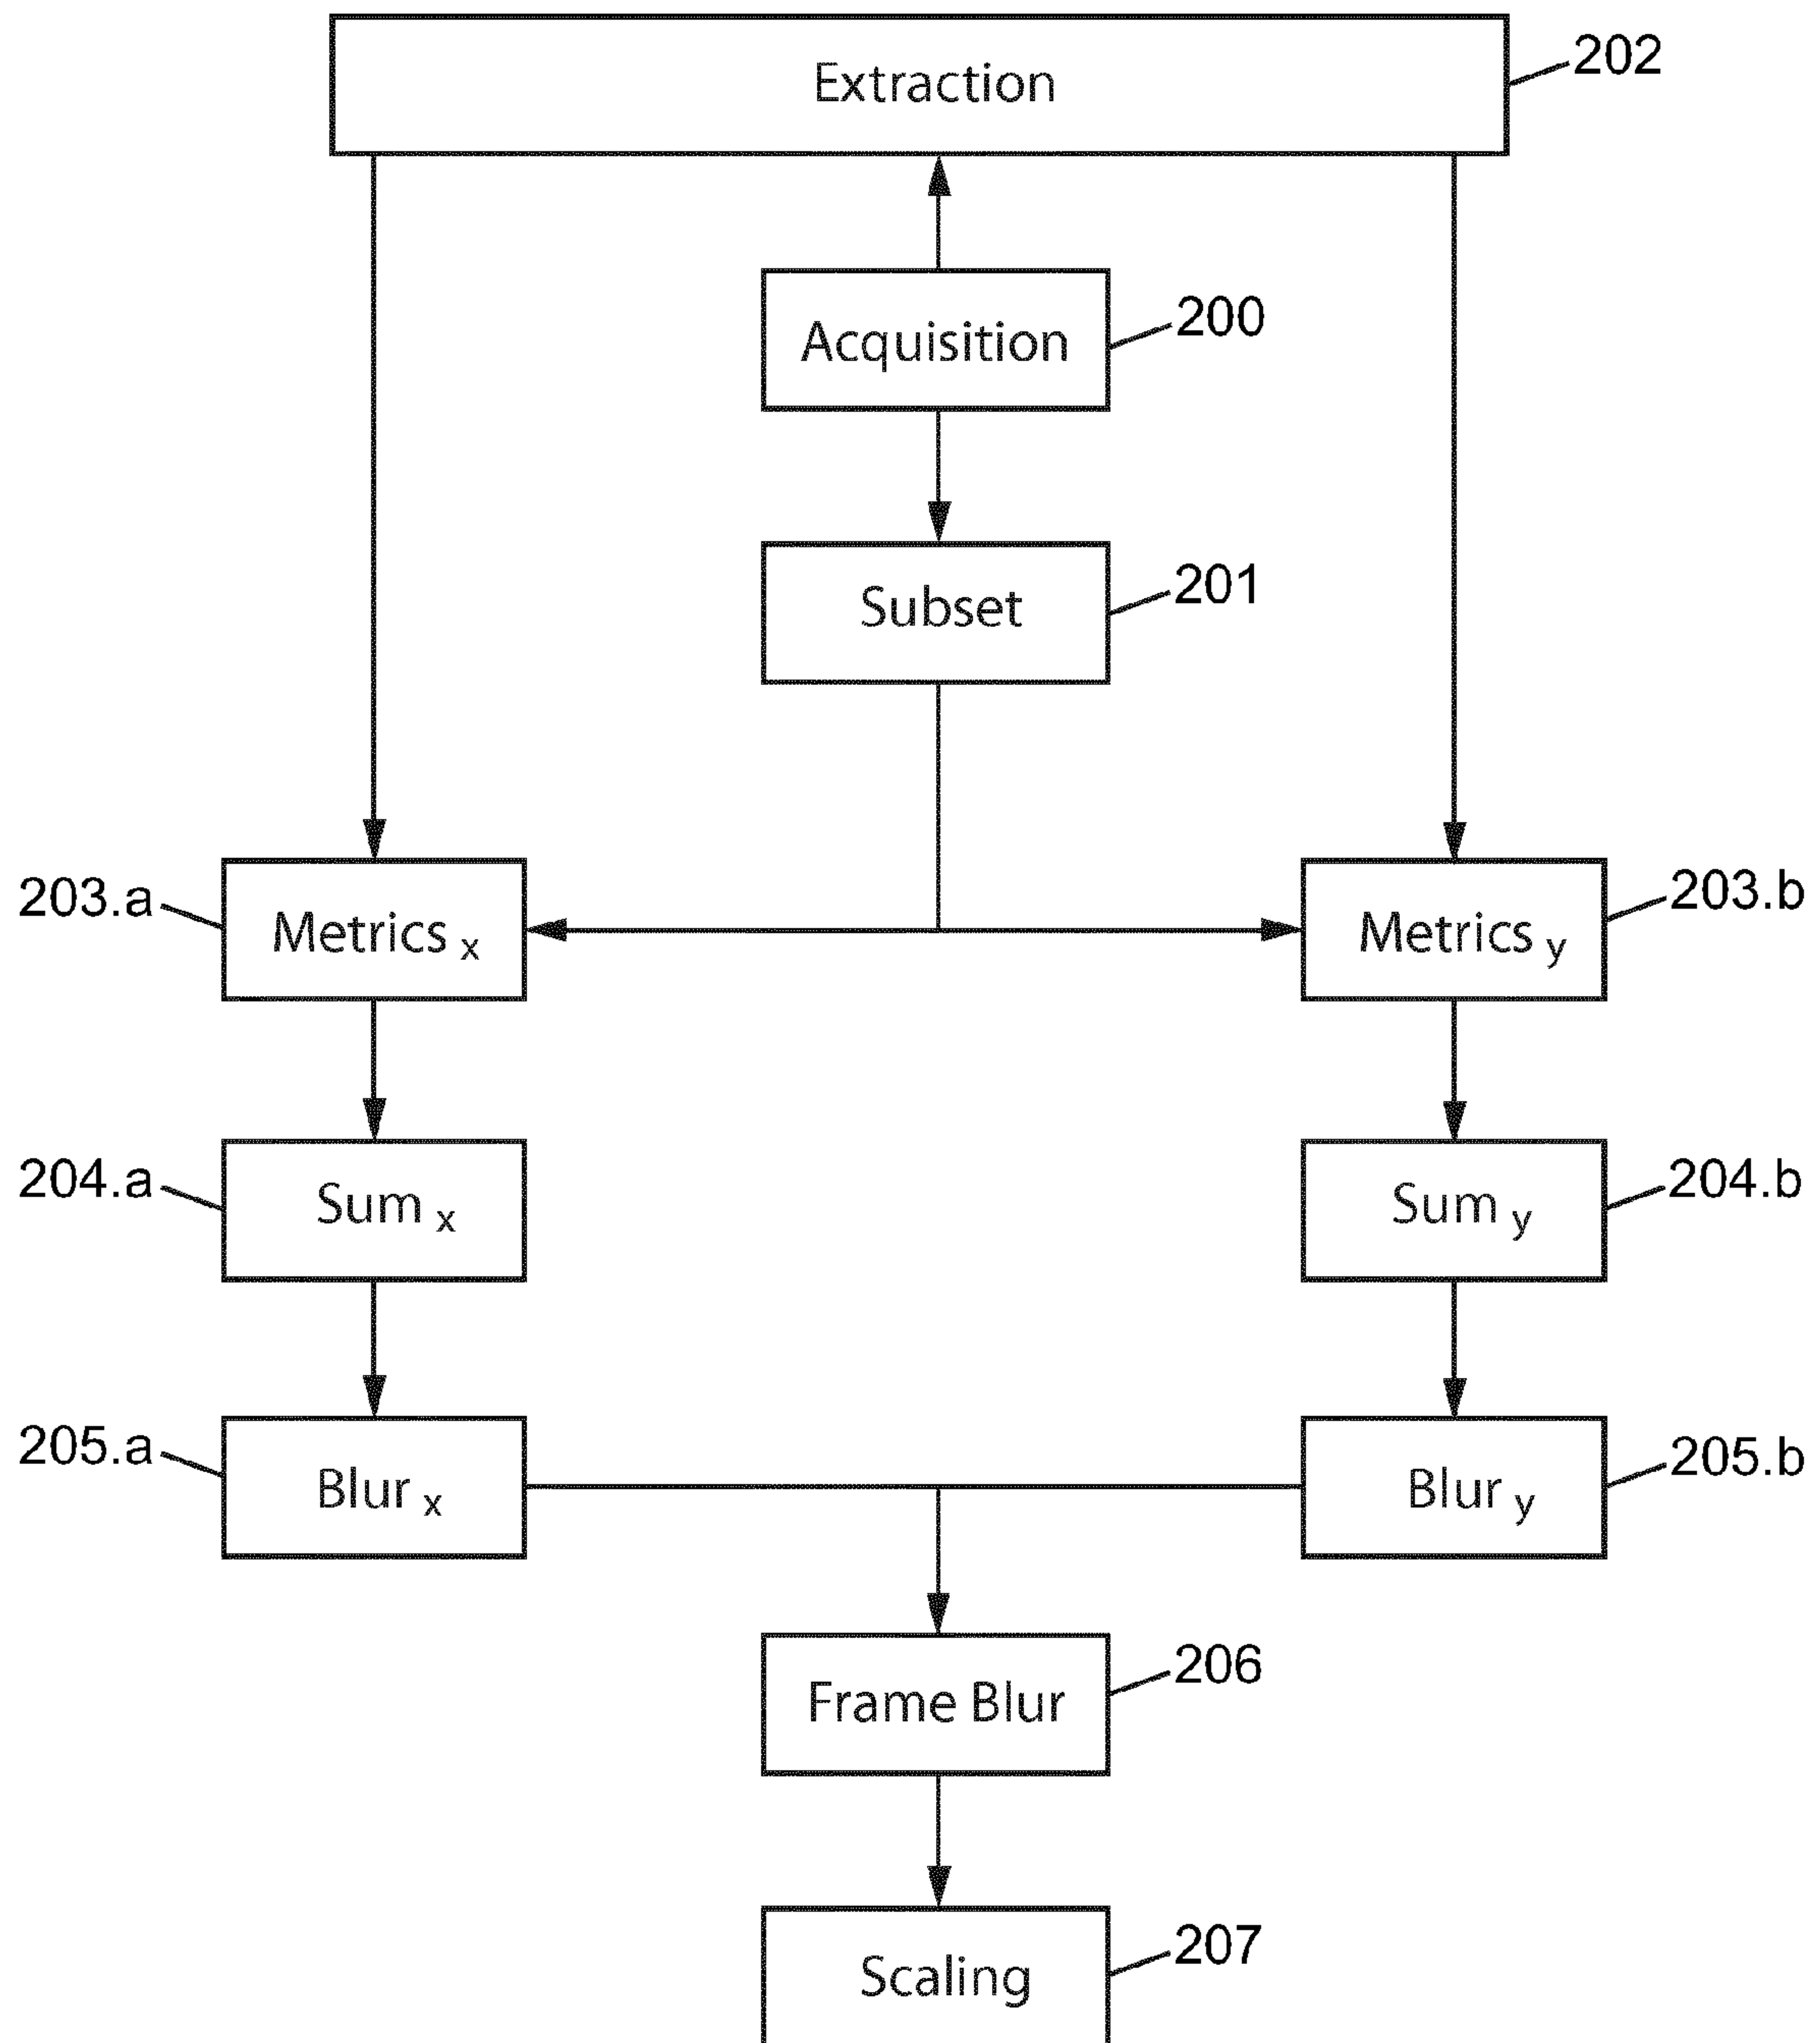 Extraction
202
Acquisition
200
Subset
201
203.a
Metrics x
Metrics y
203.b
204.a
Sum x
Sum y
204.b
205.a
Blur x
Blur y
205.b
Frame Blur
206
Scaling
207